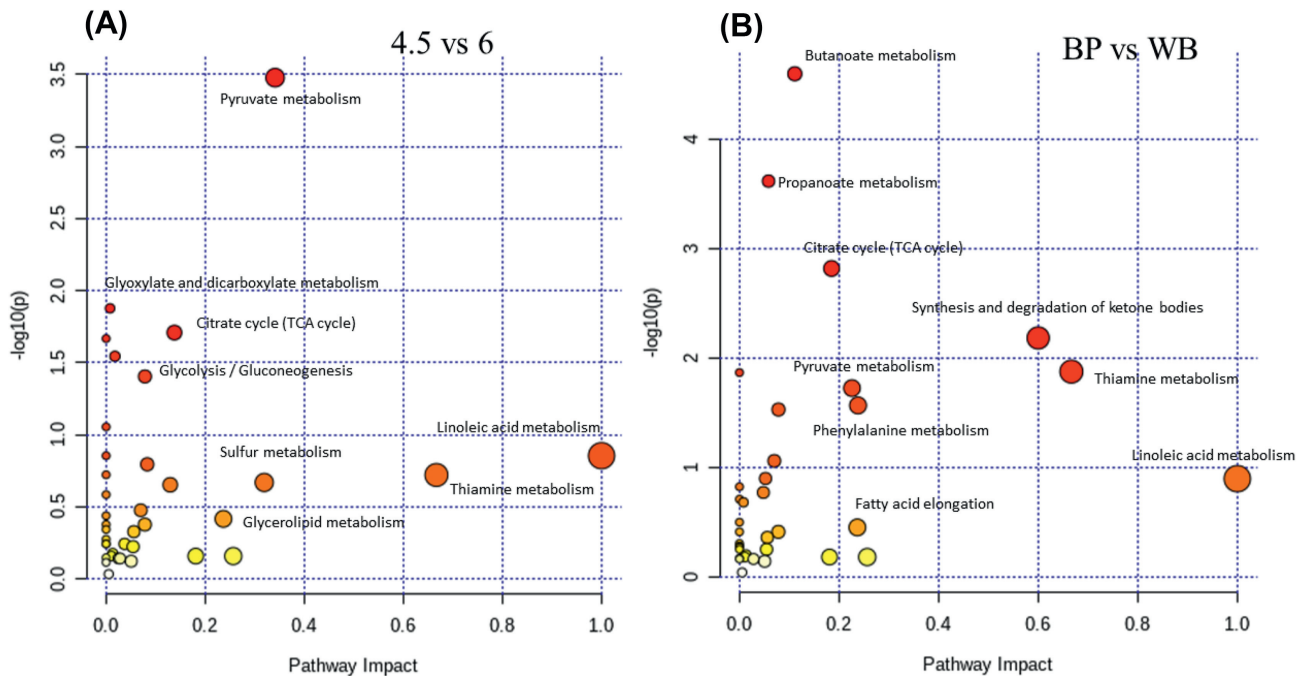 (A)
4.5 vs 6
3.5
3.0
2.5
2.0
1.5
1.0
0.5
0.0
-log10(p)
Pyruvate metabolism
Glyoxylate and dicarboxylate metabolism
Citrate cycle (TCA cycle)
Glycolysis / Gluconeogenesis
Linoleic acid metabolism
Sulfur metabolism
Thiamine metabolism
Glycerolipid metabolism
0.0 0.2 0.4 0.6 0.8 1.0
Pathway Impact
(B)
BP vs WB
4
3
2
1
0
-log10(p)
Butanoate metabolism
Propanoate metabolism
Citrate cycle (TCA cycle)
Synthesis and degradation of ketone bodies
Pyruvate metabolism
Thiamine metabolism
Phenylalanine metabolism
Linoleic acid metabolism
Fatty acid elongation
0.0 0.2 0.4 0.6 0.8 1.0
Pathway Impact